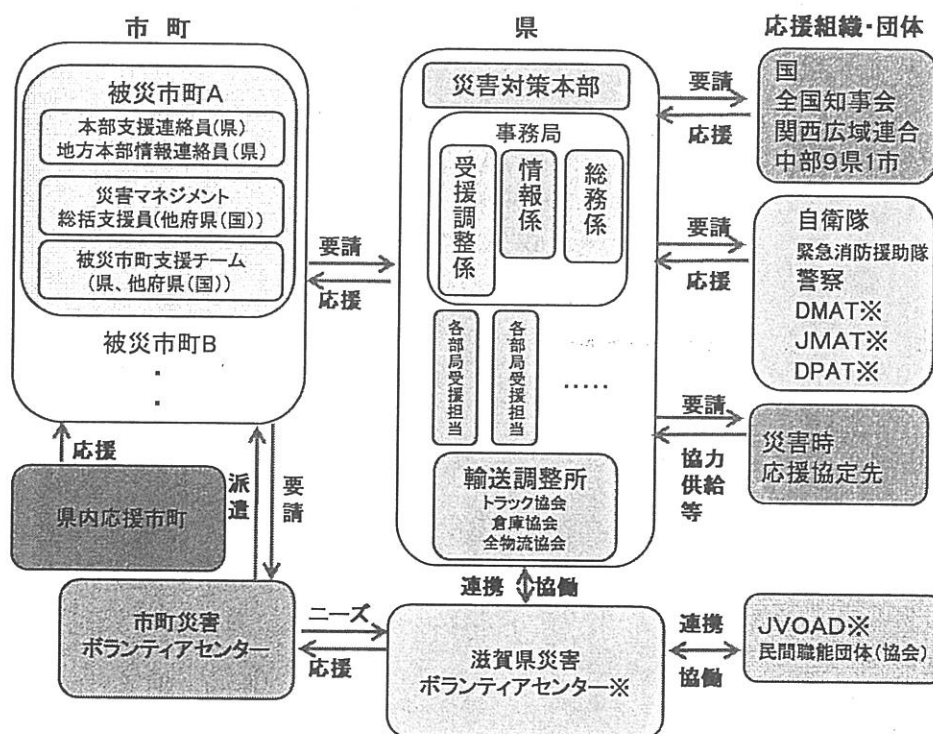 市町
県
応援組織・団体
被災市町A
本部支援連絡員(県)
地方本部情報連絡員(県)
災害マネジメント
総括支援員(他府県(国))
被災市町支援チーム
(県、他府県(国))
被災市町B
・
・
要請
応援
災害対策本部
事務局
受援調整係
情報係
総務係
各部局受援担当
各部局受援担当
・・・・・
輸送調整所
トラック協会
倉庫協会
全物流協会
要請
応援
国
全国知事会
関西広域連合
中部9県1市
要請
応援
自衛隊
緊急消防援助隊
警察
DMAT※
JMAT※
DPAT※
要請
協力
供給
等
災害時
応援協定先
応援
県内応援市町
派遣
要請
連携
協働
市町災害
ボランティアセンター
ニーズ
応援
滋賀県災害
ボランティアセンター※
連携
協働
JVOAD※
民間職能団体(協会)